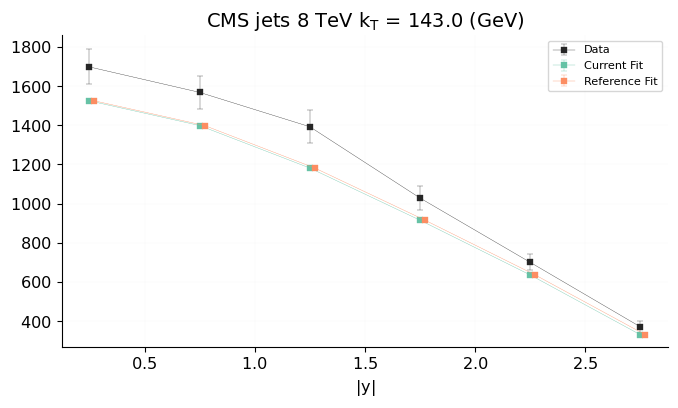 CMS jets 8 TeV k_T = 143.0 (GeV)
1800
1600
1400
1200
1000
800
600
400
Data
Current Fit
Reference Fit
0.5 1.0 1.5 2.0 2.5
|y|